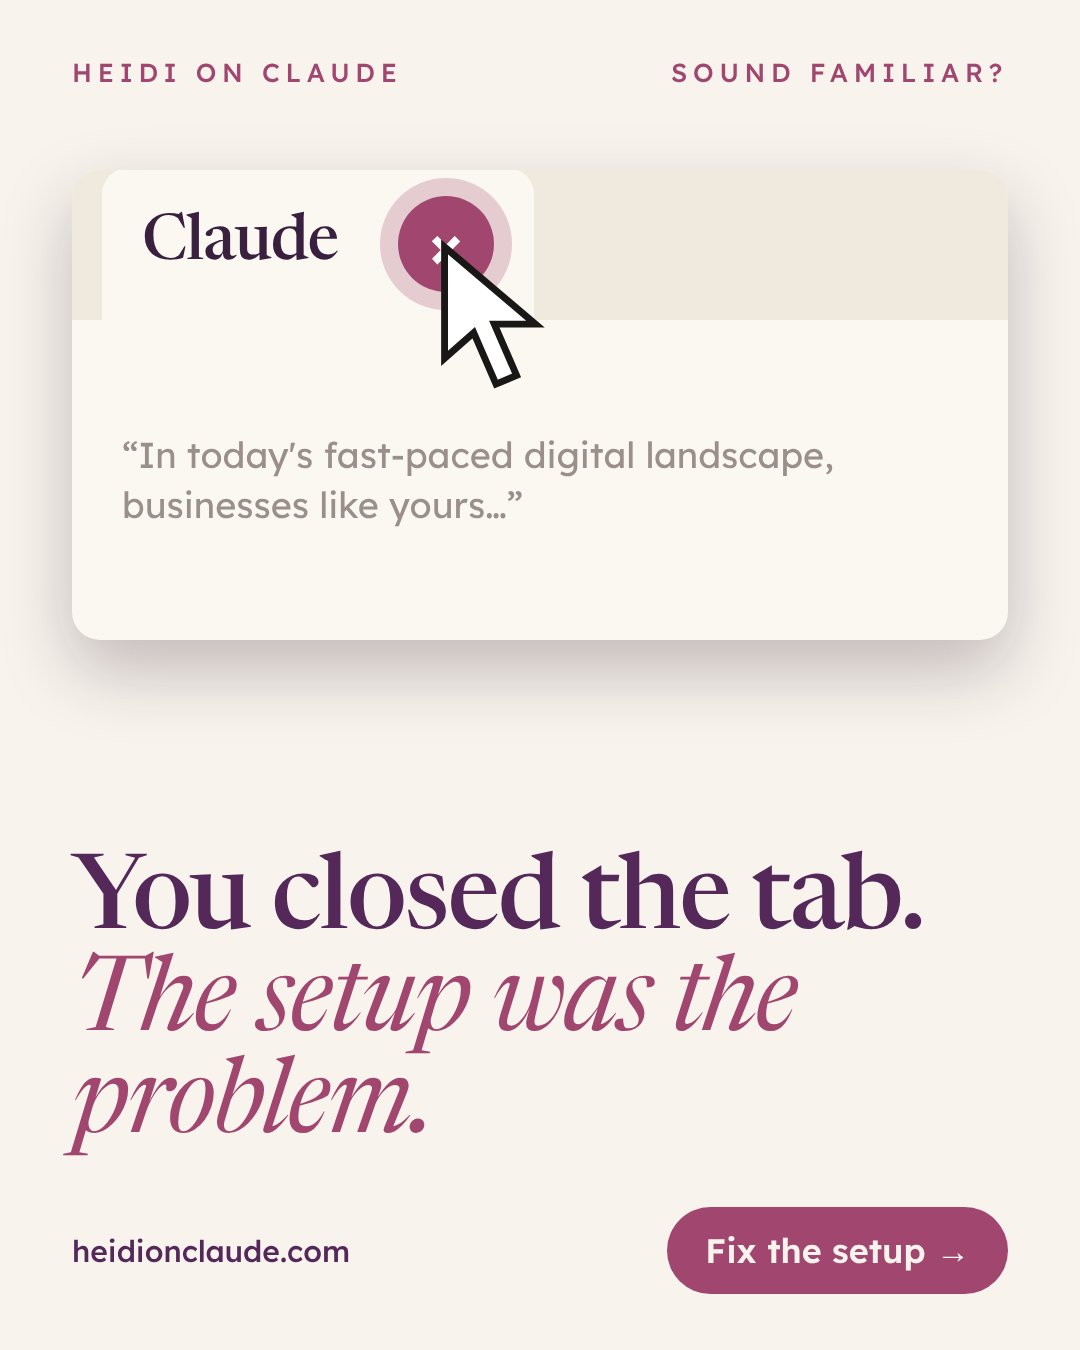 HEIDI ON CLAUDE
SOUND FAMILIAR?
Claude
“In today's fast-paced digital landscape,
businesses like yours...”
You closed the tab.
The setup was the
problem.
heidionclaude.com
Fix the setup →